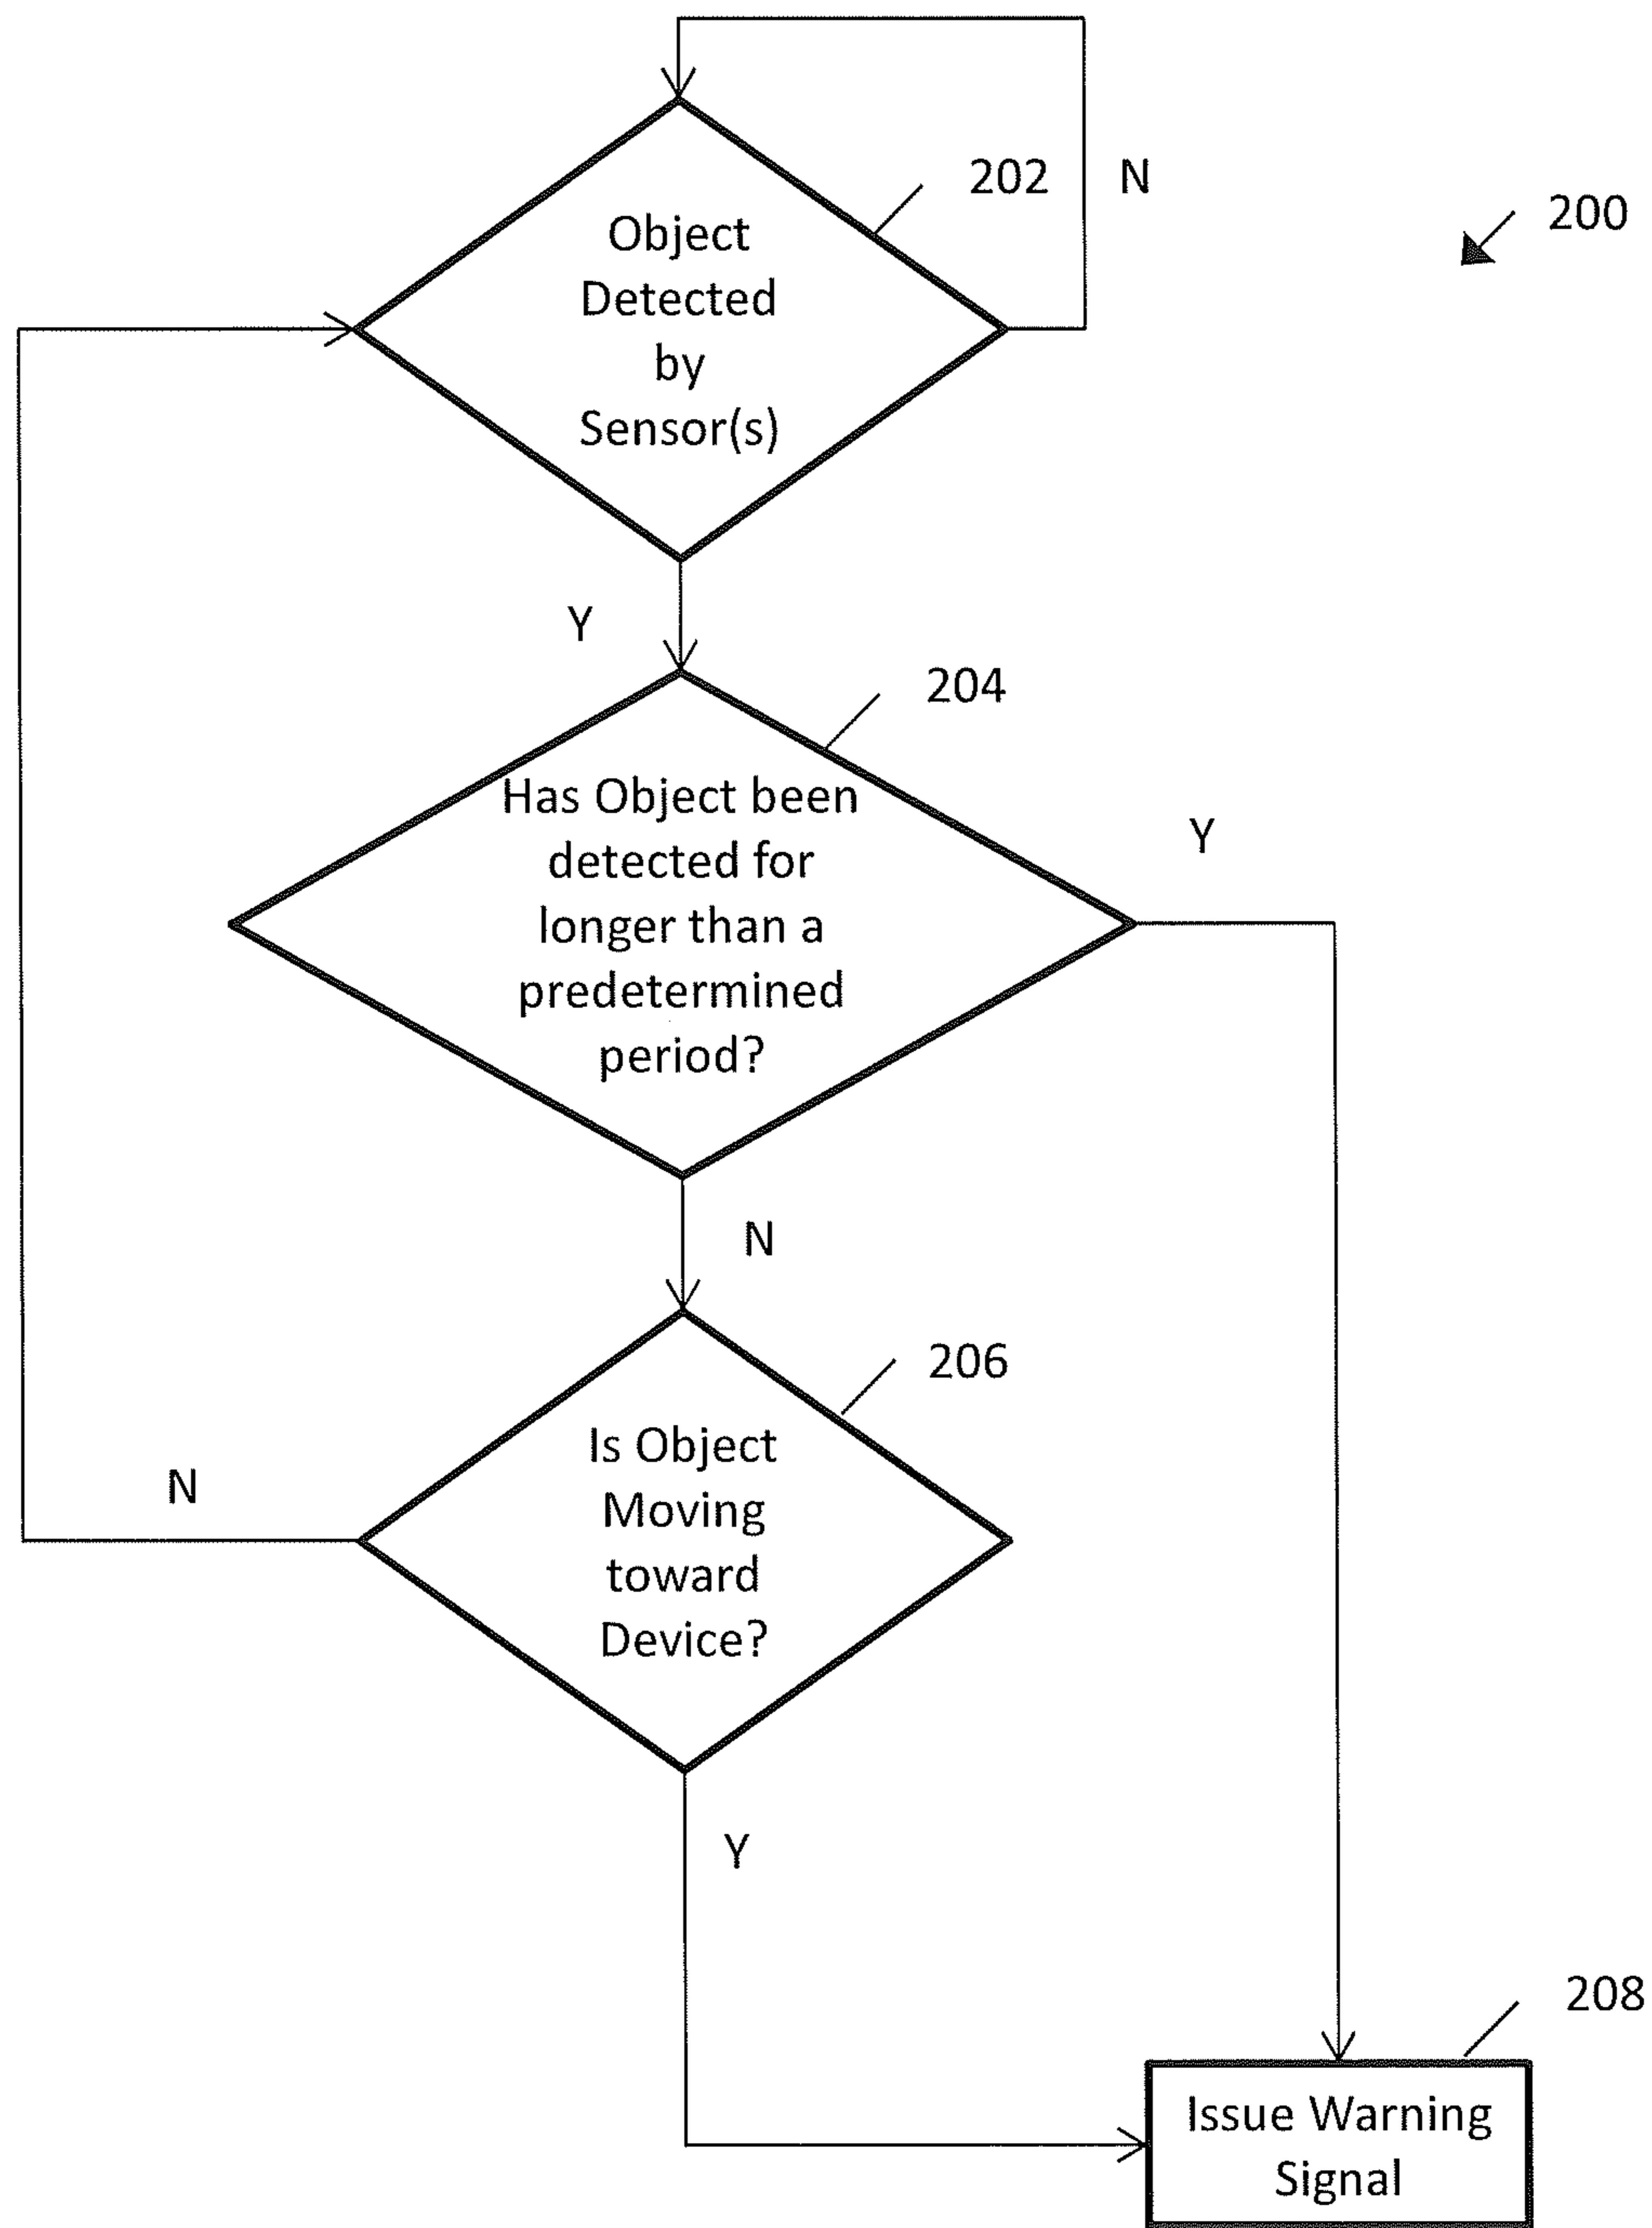 202
N
200
Object
Detected
by
Sensor(s)
Y
204
Has Object been
detected for
longer than a
predetermined
period?
Y
N
206
Is Object
Moving
toward
Device?
N
Y
208
Issue Warning
Signal